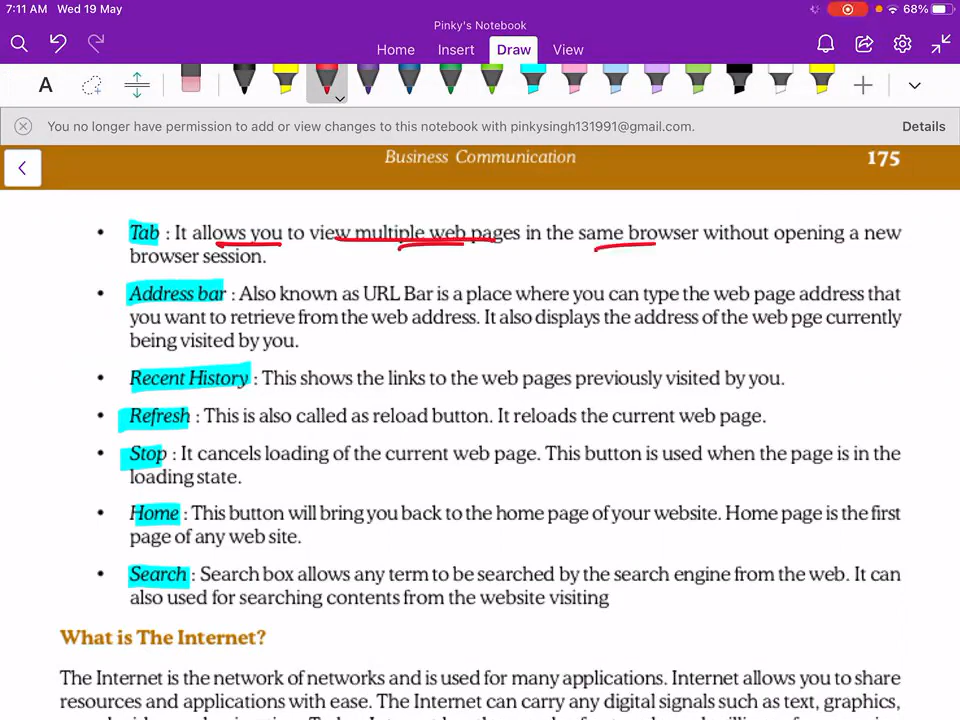 7:11 AM Wed 19 May
68%
Pinky's Notebook
Home Insert Draw View
A
You no longer have permission to add or view changes to this notebook with pinkysingh131991@gmail.com. Details
Business Communication 175
• Tab : It allows you to view multiple web pages in the same browser without opening a new
browser session.
• Address bar : Also known as URL Bar is a place where you can type the web page address that
you want to retrieve from the web address. It also displays the address of the web pge currently
being visited by you.
• Recent History : This shows the links to the web pages previously visited by you.
• Refresh : This is also called as reload button. It reloads the current web page.
• Stop : It cancels loading of the current web page. This button is used when the page is in the
loading state.
• Home : This button will bring you back to the home page of your website. Home page is the first
page of any web site.
• Search : Search box allows any term to be searched by the search engine from the web. It can
also used for searching contents from the website visiting
What is The Internet?
The Internet is the network of networks and is used for many applications. Internet allows you to share
resources and applications with ease. The Internet can carry any digital signals such as text, graphics,